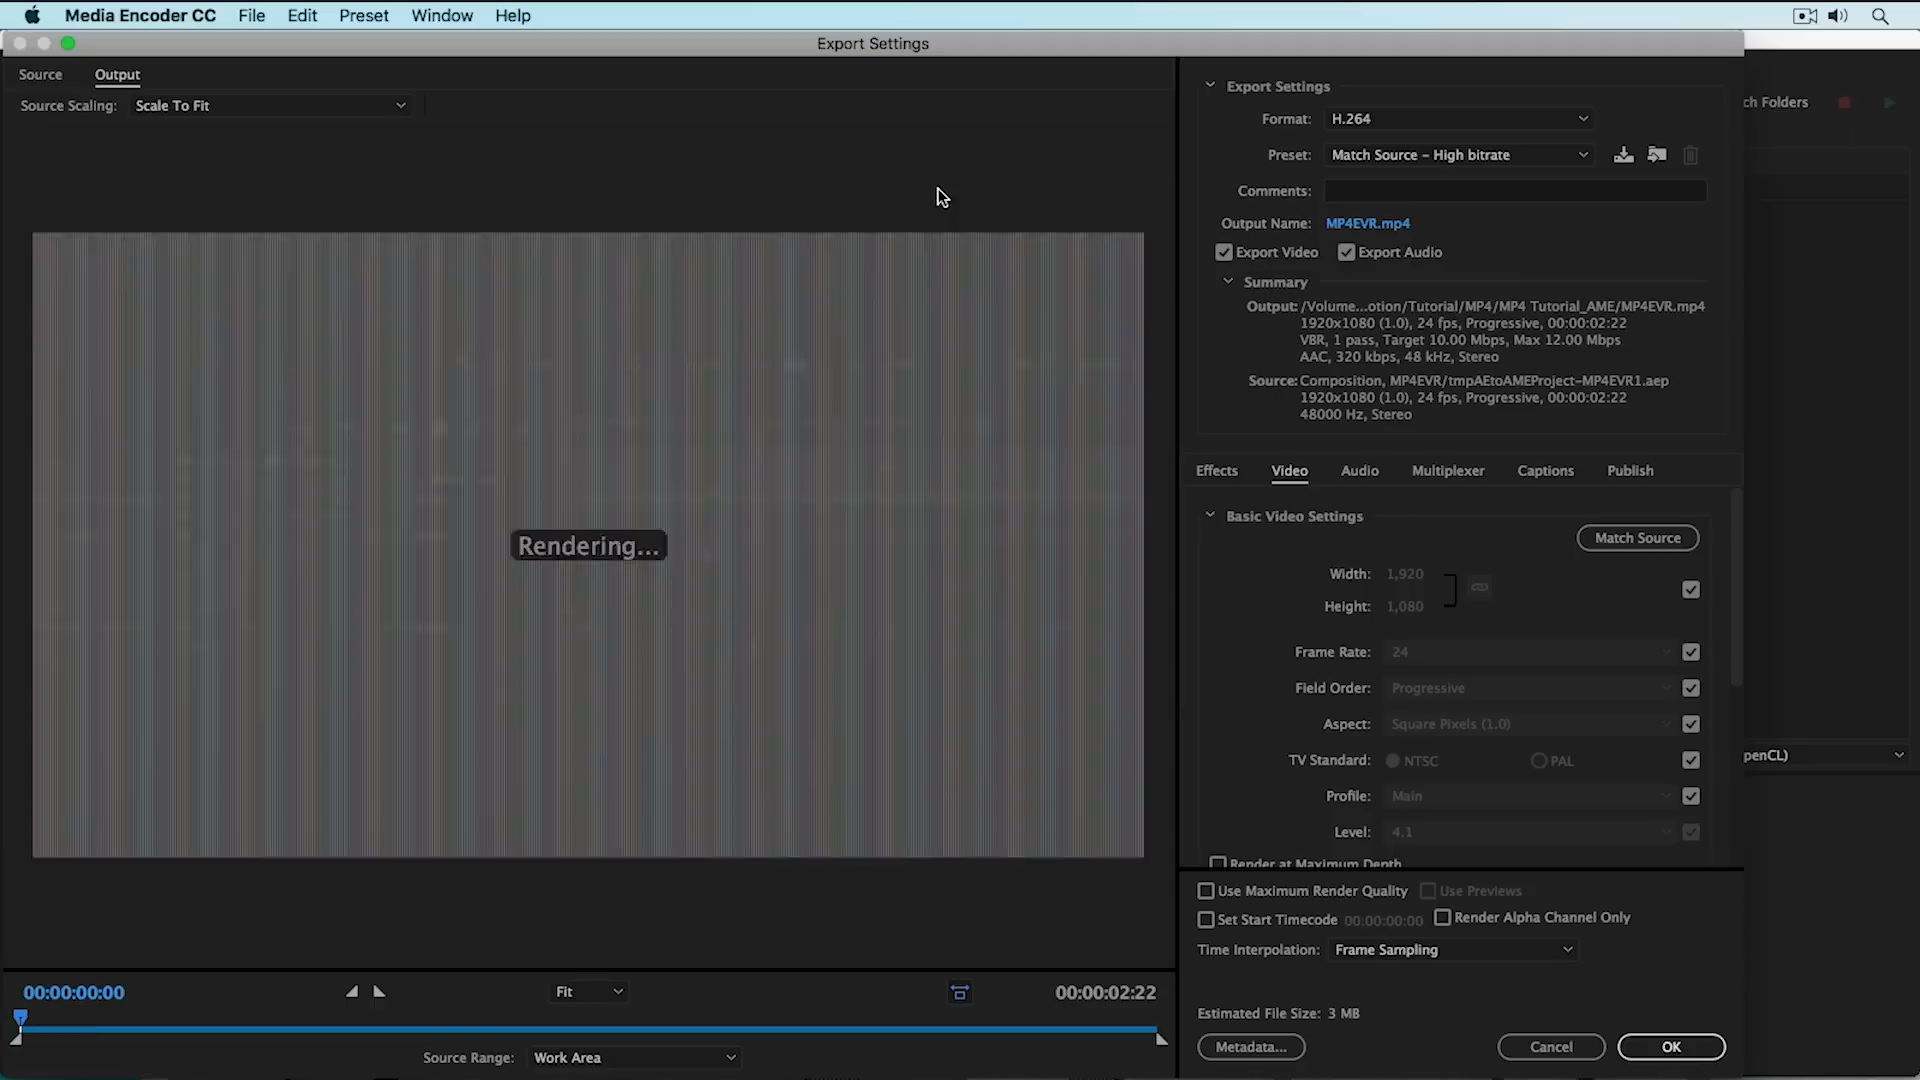 Media Encoder CC File Edit Preset Window Help
Export Settings
Source Output
Source Scaling: Scale To Fit
Rendering...
00:00:00:00 Fit 00:00:02:22
Source Range: Work Area
Export Settings
Format: H.264
Preset: Match Source – High bitrate
Comments:
Output Name: MP4EVR.mp4
Export Video Export Audio
Summary
Output: /Volume...otion/Tutorial/MP4/MP4 Tutorial_AME/MP4EVR.mp4
1920x1080 (1.0), 24 fps, Progressive, 00:00:02:22
VBR, 1 pass, Target 10.00 Mbps, Max 12.00 Mbps
AAC, 320 kbps, 48 kHz, Stereo
Source: Composition, MP4EVR/tmpAEtoAMEProject-MP4EVR1.aep
1920x1080 (1.0), 24 fps, Progressive, 00:00:02:22
48000 Hz, Stereo
Effects Video Audio Multiplexer Captions Publish
Basic Video Settings
Match Source
Width: 1,920
Height: 1,080
Frame Rate: 24
Field Order: Progressive
Aspect: Square Pixels (1.0)
TV Standard: NTSC PAL
Profile: Main
Level: 4.1
Render at Maximum Depth
Use Maximum Render Quality Use Previews
Set Start Timecode 00:00:00:00 Render Alpha Channel Only
Time Interpolation: Frame Sampling
Estimated File Size: 3 MB
Metadata... Cancel OK
ch Folders
penCL)